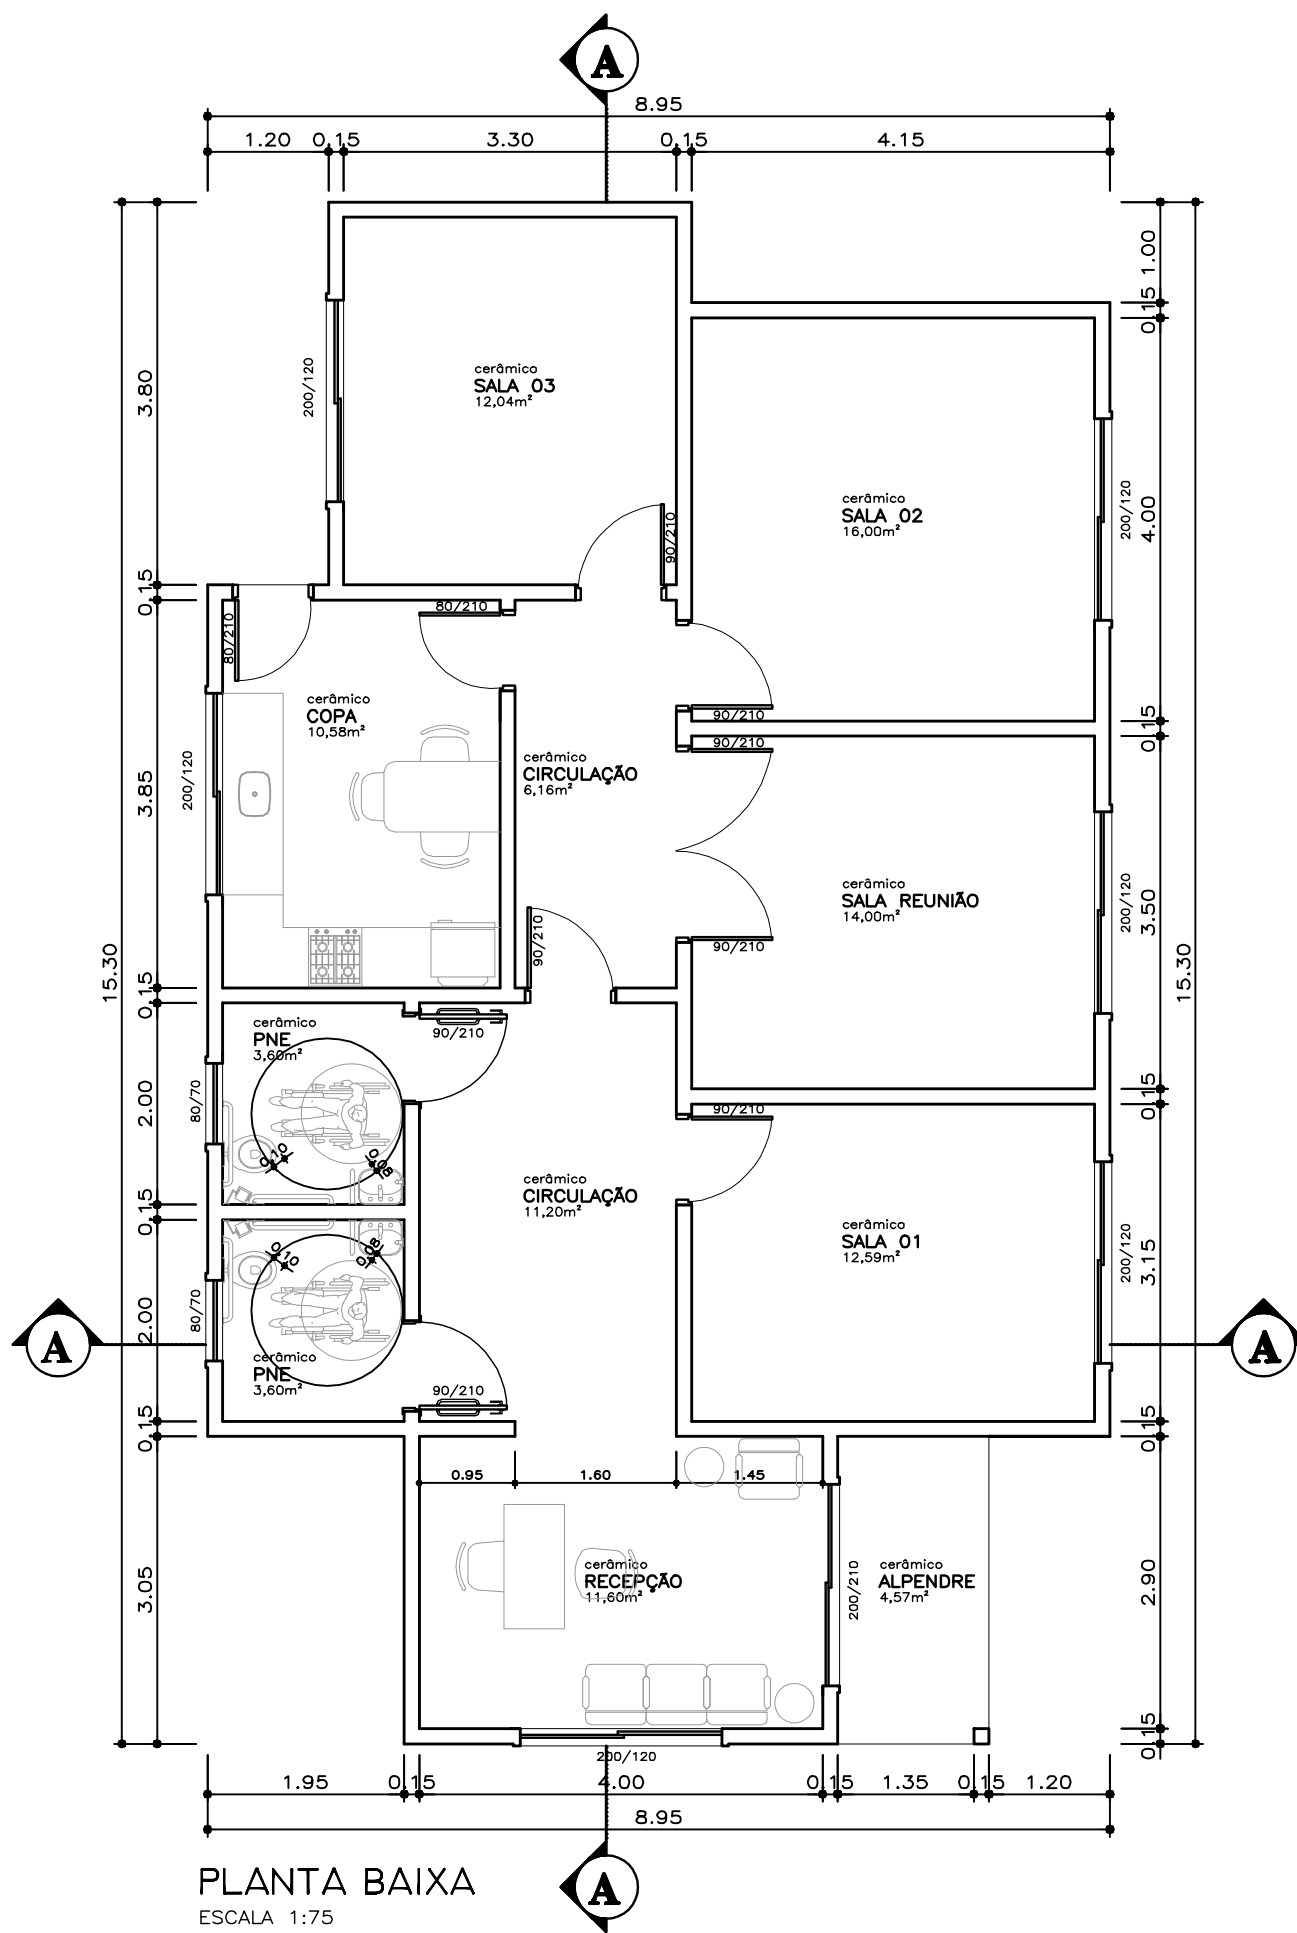 A
8.95
1.20 0.15 3.30 0.15 4.15
3.80
0.15
3.85
0.15
2.00
0.15
2.00
0.15
3.05
15.30
1.00
0.15
4.00
0.15
3.50
0.15
3.15
0.15
2.90
0.15
15.30
cerâmico
SALA 03
12,04m²
200/120
90/210
cerâmico
SALA 02
16,00m²
200/120
90/210
80/210
80/210
cerâmico
COPA
10,58m²
200/120
cerâmico
CIRCULAÇÃO
6,16m²
90/210
90/210
90/210
cerâmico
SALA REUNIÃO
14,00m²
200/120
cerâmico
PNE
3,60m²
90/210
80/70
0.10
0.08
90/210
cerâmico
CIRCULAÇÃO
11,20m²
cerâmico
SALA 01
12,59m²
200/120
0.10
0.08
80/70
cerâmico
PNE
3,60m²
90/210
A
A
0.95 1.60 1.45
cerâmico
RECEPÇÃO
11,60m²
200/210
cerâmico
ALPENDRE
4,57m²
200/120
1.95 0.15 4.00 0.15 1.35 0.15 1.20
8.95
A
PLANTA BAIXA
ESCALA 1:75